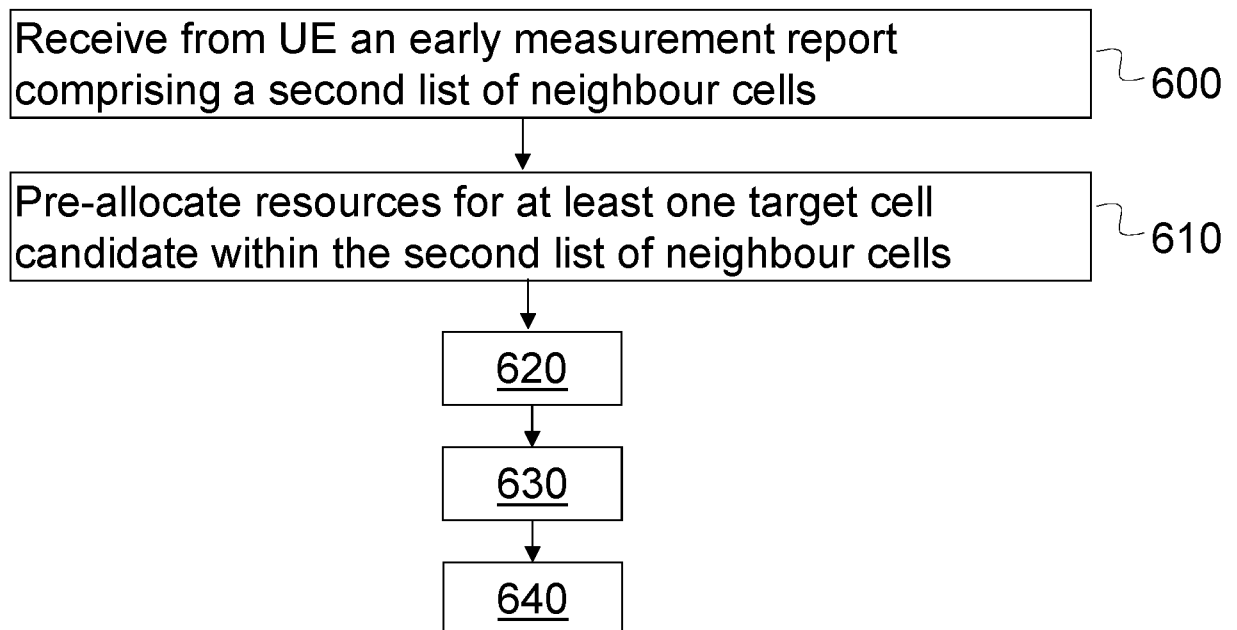 Receive from UE an early measurement report
comprising a second list of neighbour cells
600
Pre-allocate resources for at least one target cell
candidate within the second list of neighbour cells
610
620
630
640